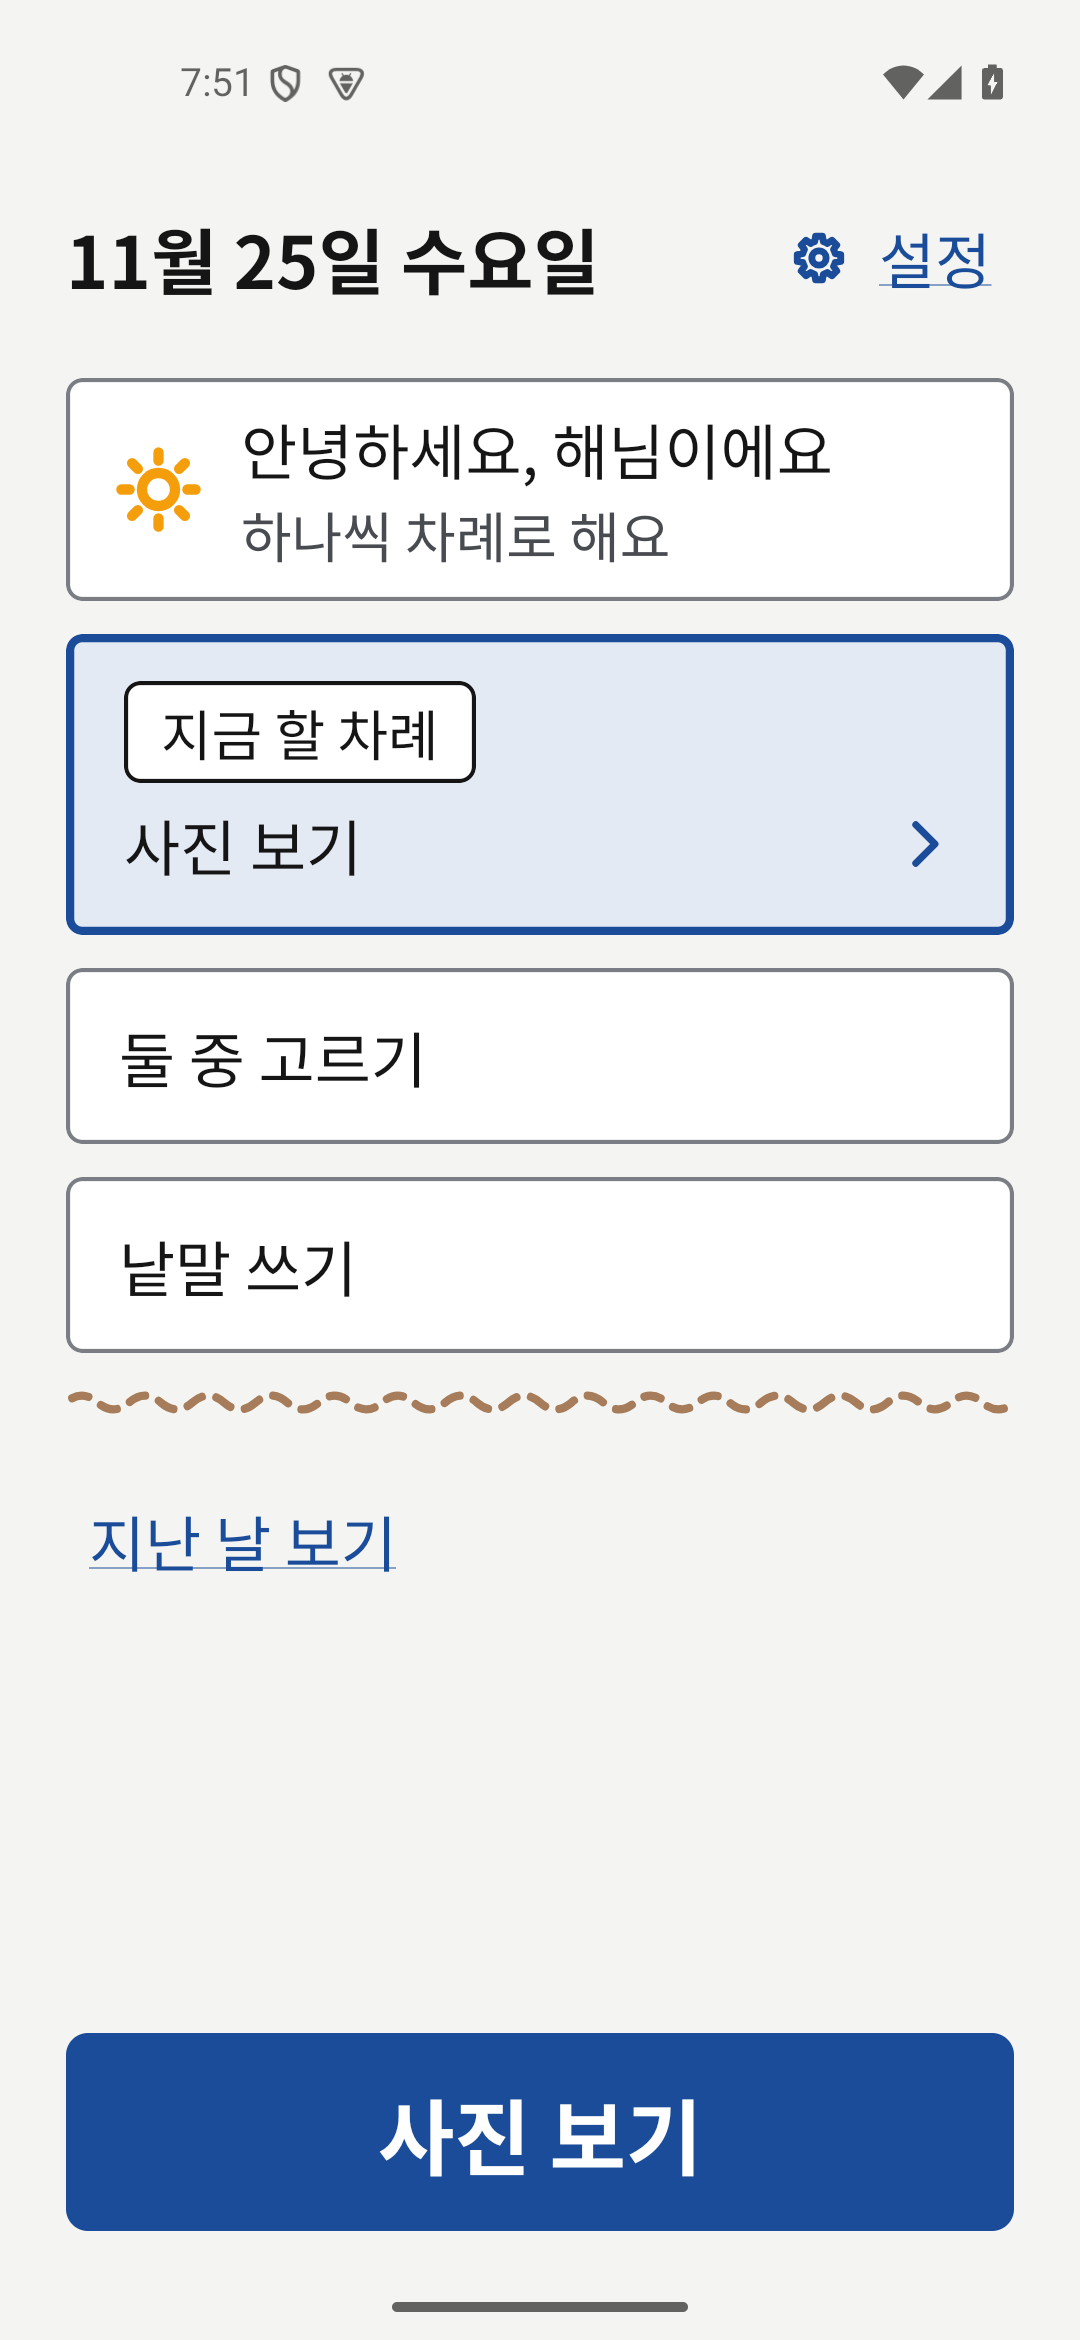 7:51
11월 25일 수요일
설정
안녕하세요, 해님이에요
하나씩 차례로 해요
지금 할 차례
사진 보기
둘 중 고르기
낱말 쓰기
지난 날 보기
사진 보기